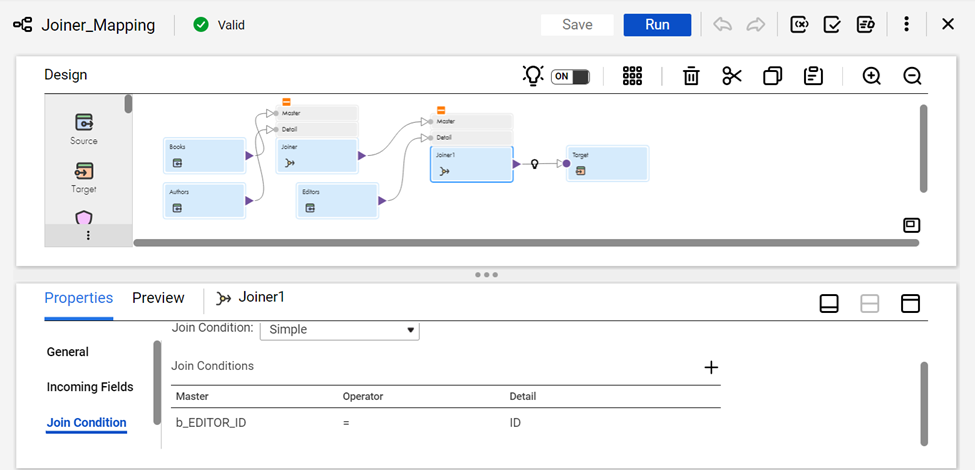 Joiner_Mapping Valid Save Run
Design ON
Source
Target
Master
Detail
Joiner
Books
Authors
Editors
Master
Detail
Joiner1
Target
Properties Preview Joiner1
Join Condition: Simple
General
Incoming Fields
Join Condition
Join Conditions
Master Operator Detail
b_EDITOR_ID = ID